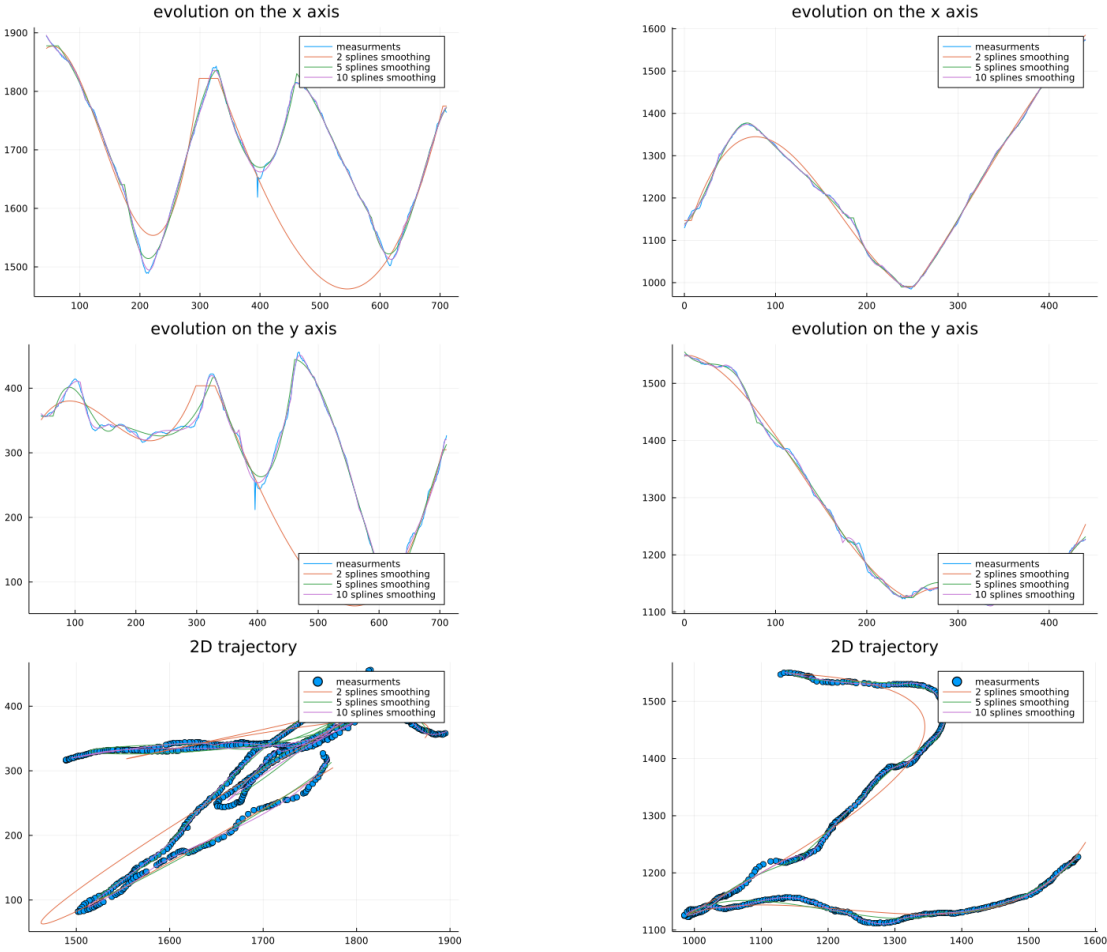 evolution on the x axis
1900
1800
1700
1600
1500
100 200 300 400 500 600 700
measurments
2 splines smoothing
5 splines smoothing
10 splines smoothing
evolution on the x axis
1600
1500
1400
1300
1200
1100
1000
0 100 200 300 400
measurments
2 splines smoothing
5 splines smoothing
10 splines smoothing
evolution on the y axis
400
300
200
100
100 200 300 400 500 600 700
measurments
2 splines smoothing
5 splines smoothing
10 splines smoothing
evolution on the y axis
1500
1400
1300
1200
1100
0 100 200 300 400
measurments
2 splines smoothing
5 splines smoothing
10 splines smoothing
2D trajectory
400
300
200
100
1500 1600 1700 1800 1900
measurments
2 splines smoothing
5 splines smoothing
10 splines smoothing
2D trajectory
1500
1400
1300
1200
1100
1000 1100 1200 1300 1400 1500 1600
measurments
2 splines smoothing
5 splines smoothing
10 splines smoothing